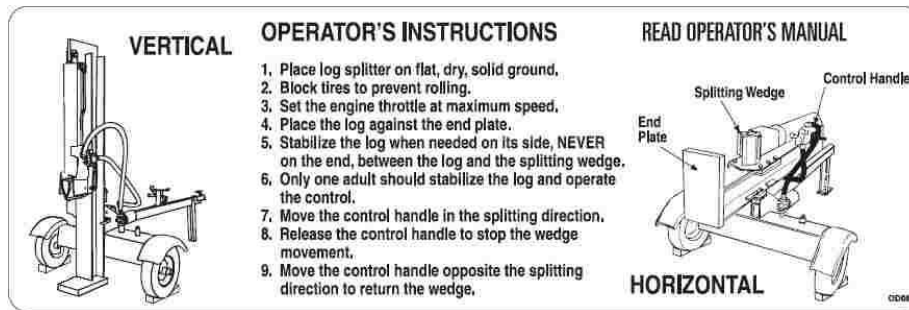 VERTICAL
OPERATOR'S INSTRUCTIONS
1. Place log splitter on flat, dry, solid ground.
2. Block tires to prevent rolling.
3. Set the engine throttle at maximum speed.
4. Place the log against the end plate.
5. Stabilize the log when needed on its side, NEVER
on the end, between the log and the splitting wedge.
6. Only one adult should stabilize the log and operate
the control.
7. Move the control handle in the splitting direction.
8. Release the control handle to stop the wedge
movement.
9. Move the control handle opposite the splitting
direction to return the wedge.
READ OPERATOR'S MANUAL
Control Handle
Splitting Wedge
End
Plate
HORIZONTAL